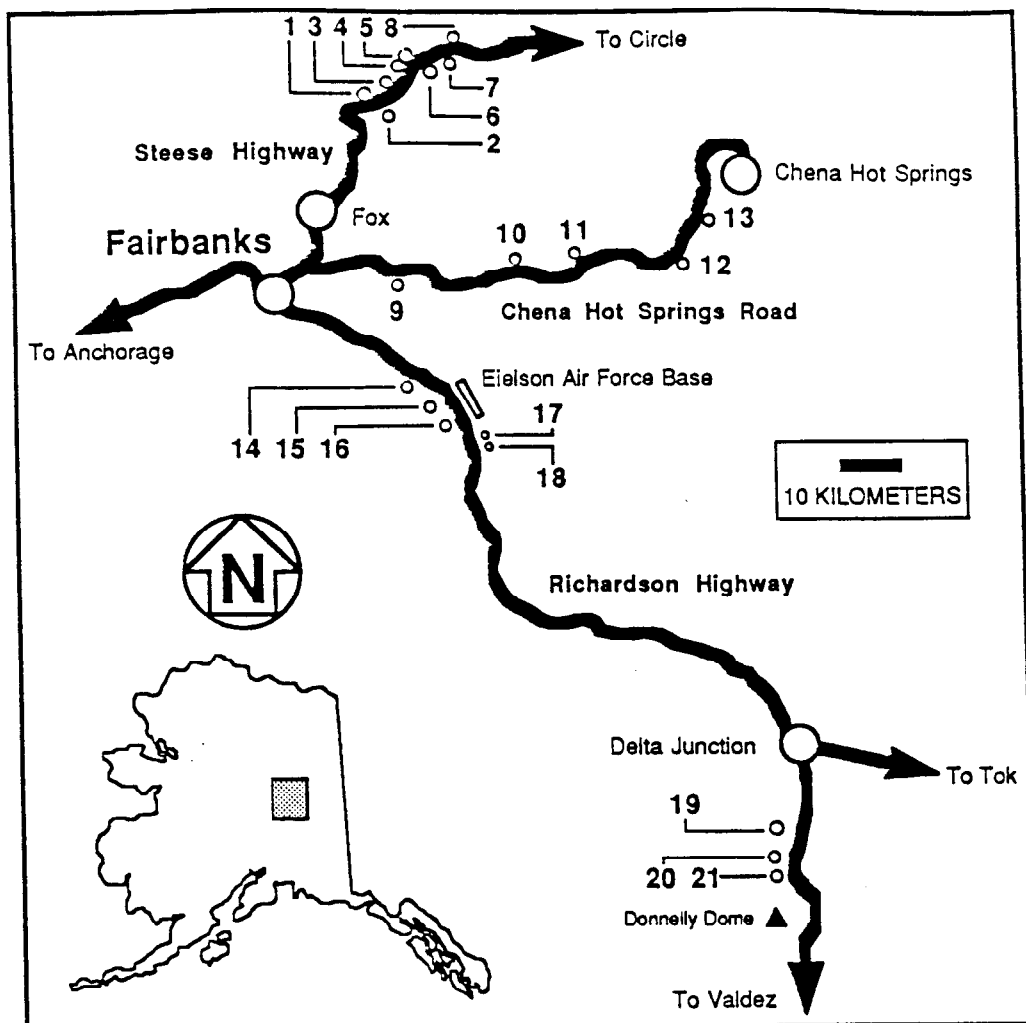 1 3 4 5 8
To Circle
7
6
2
Steese Highway
Chena Hot Springs
Fox
13
Fairbanks
10
11
12
9
Chena Hot Springs Road
To Anchorage
Eielson Air Force Base
17
14 15 16
18
10 KILOMETERS
N
Richardson Highway
Delta Junction
To Tok
19
20 21
Donnelly Dome
To Valdez